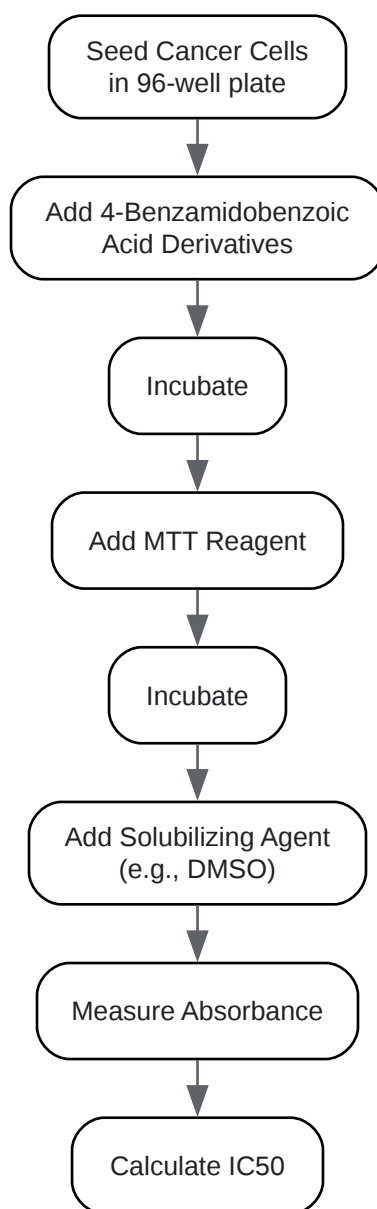 Seed Cancer Cells
in 96-well plate
Add 4-Benzamidobenzoic
Acid Derivatives
Incubate
Add MTT Reagent
Incubate
Add Solubilizing Agent
(e.g., DMSO)
Measure Absorbance
Calculate IC50